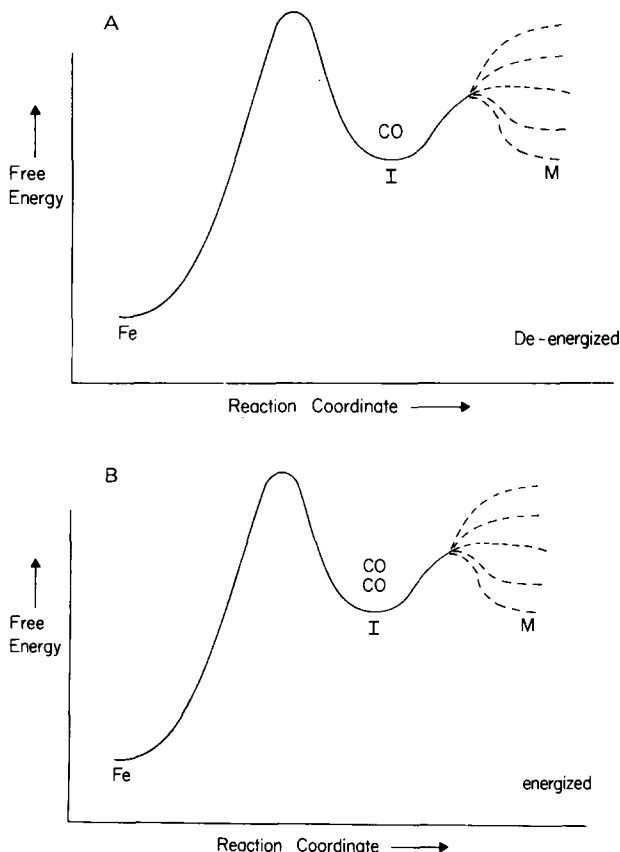 A
Free
Energy
CO
I
M
Fe
De-energized
Reaction Coordinate
B
Free
Energy
CO
CO
I
M
Fe
energized
Reaction Coordinate